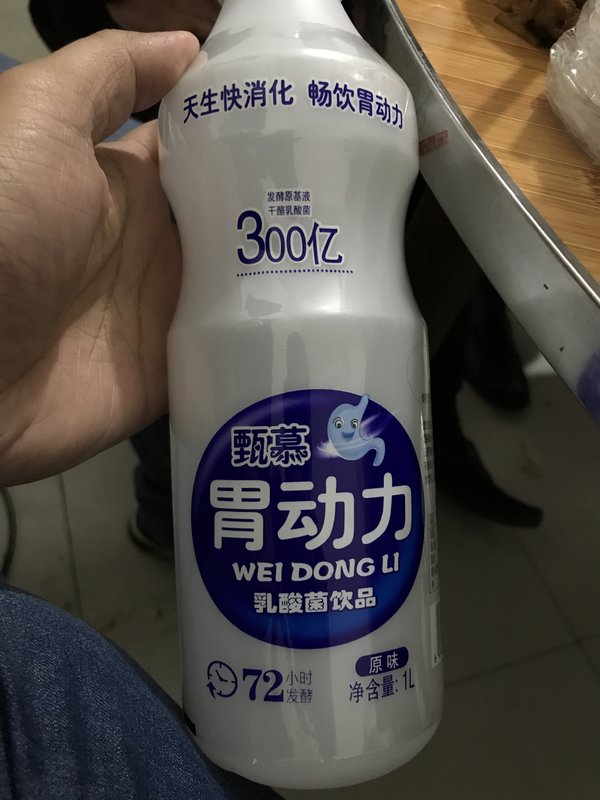 天生快消化 畅饮胃动力
发酵原基液
干酪乳酸菌
300亿
甄慕
胃动力
WEI DONG LI
乳酸菌饮品
72小时
发酵
原味
净含量: 1L